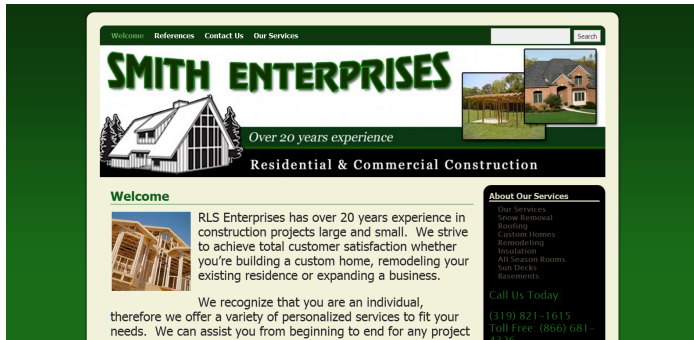 Welcome References Contact Us Our Services
Search
SMITH ENTERPRISES
Over 20 years experience
Residential & Commercial Construction
Welcome
RLS Enterprises has over 20 years experience in
construction projects large and small. We strive
to achieve total customer satisfaction whether
you're building a custom home, remodeling your
existing residence or expanding a business.
We recognize that you are an individual,
therefore we offer a variety of personalized services to fit your
needs. We can assist you from beginning to end for any project
About Our Services
Our Services
Snow Removal
Roofing
Custom Homes
Remodeling
Insulation
All Season Rooms
Sun Decks
Basements
Call Us Today:
(319) 821-1615
Toll Free: (866) 681-